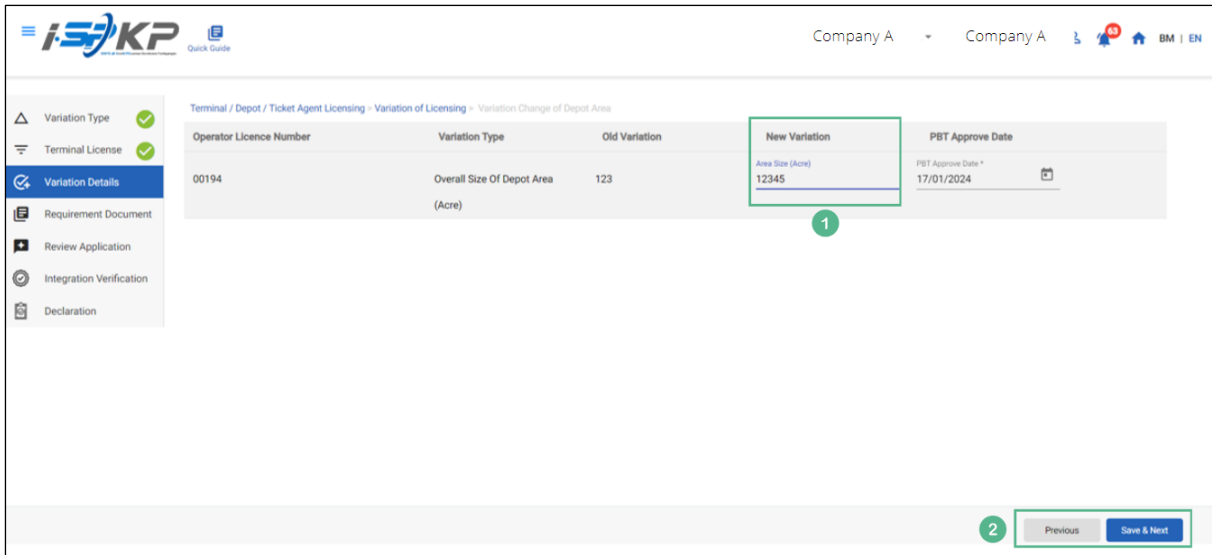 i-SPKP
Quick Guide
Company A
Company A
63
BM | EN
Variation Type
Terminal License
Variation Details
Requirement Document
Review Application
Integration Verification
Declaration
Terminal / Depot / Ticket Agent Licensing > Variation of Licensing > Variation Change of Depot Area
Operator Licence Number Variation Type Old Variation New Variation PBT Approve Date
Area Size (Acre) PBT Approve Date *
00194 Overall Size Of Depot Area 123 12345 17/01/2024
(Acre)
1
2 Previous Save & Next